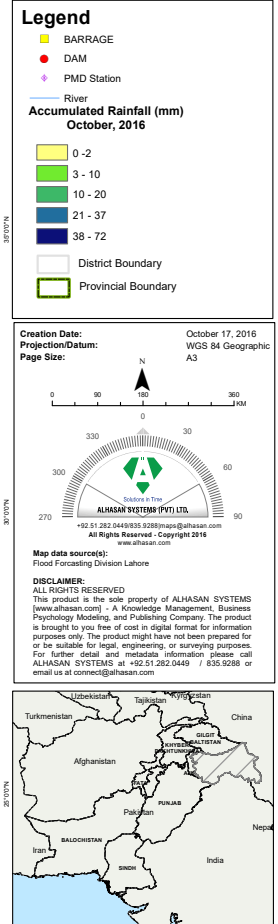 Legend
BARRAGE
DAM
PMD Station
River
Accumulated Rainfall (mm)
October, 2016
0 -2
3 - 10
10 - 20
21 - 37
38 - 72
District Boundary
Provincial Boundary
35°0'0"N
Creation Date: October 17, 2016
Projection/Datum: WGS 84 Geographic
Page Size: A3
N
0 90 180 360
KM
0
330 30
300 60
270 90
Solutions in Time
ALHASAN SYSTEMS (PVT) LTD.
+92.51.282.0449/835.9288|maps@alhasan.com
All Rights Reserved - Copyright 2016
www.alhasan.com
30°0'0"N
Map data source(s):
Flood Forcasting Division Lahore
DISCLAIMER:
ALL RIGHTS RESERVED
This product is the sole property of ALHASAN SYSTEMS
[www.alhasan.com] - A Knowledge Management, Business
Psychology Modeling, and Publishing Company. The product
is brought to you free of cost in digital format for information
purposes only. The product might have not been prepared for
or be suitable for legal, engineering, or surveying purposes.
For further detail and metadata information please call
ALHASAN SYSTEMS at +92.51.282.0449 / 835.9288 or
email us at connect@alhasan.com
Uzbekistan
Tajikistan
Kyrgyzstan
Turkmenistan
China
GILGIT
BALTISTAN
KHYBER
PAKHTUNKHWA
Afghanistan
FATA
PUNJAB
Pakistan
25°0'0"N
Nepal
BALOCHISTAN
Iran
India
SINDH